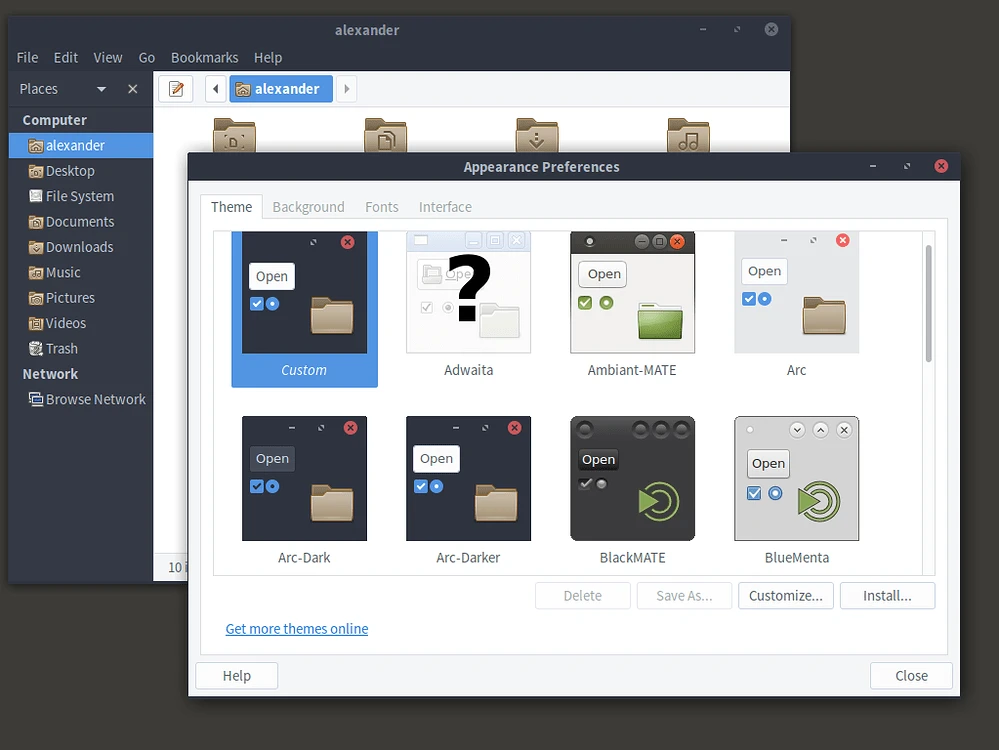 alexander
File Edit View Go Bookmarks Help
Places
alexander
Computer
alexander
Desktop
File System
Documents
Downloads
Music
Pictures
Videos
Trash
Network
Browse Network
10
Appearance Preferences
Theme Background Fonts Interface
Open
Open
Open
?
Custom Adwaita Ambiant-MATE Arc
Open
Open
Open
Open
Arc-Dark Arc-Darker BlackMATE BlueMenta
Delete Save As... Customize... Install...
Get more themes online
Help Close